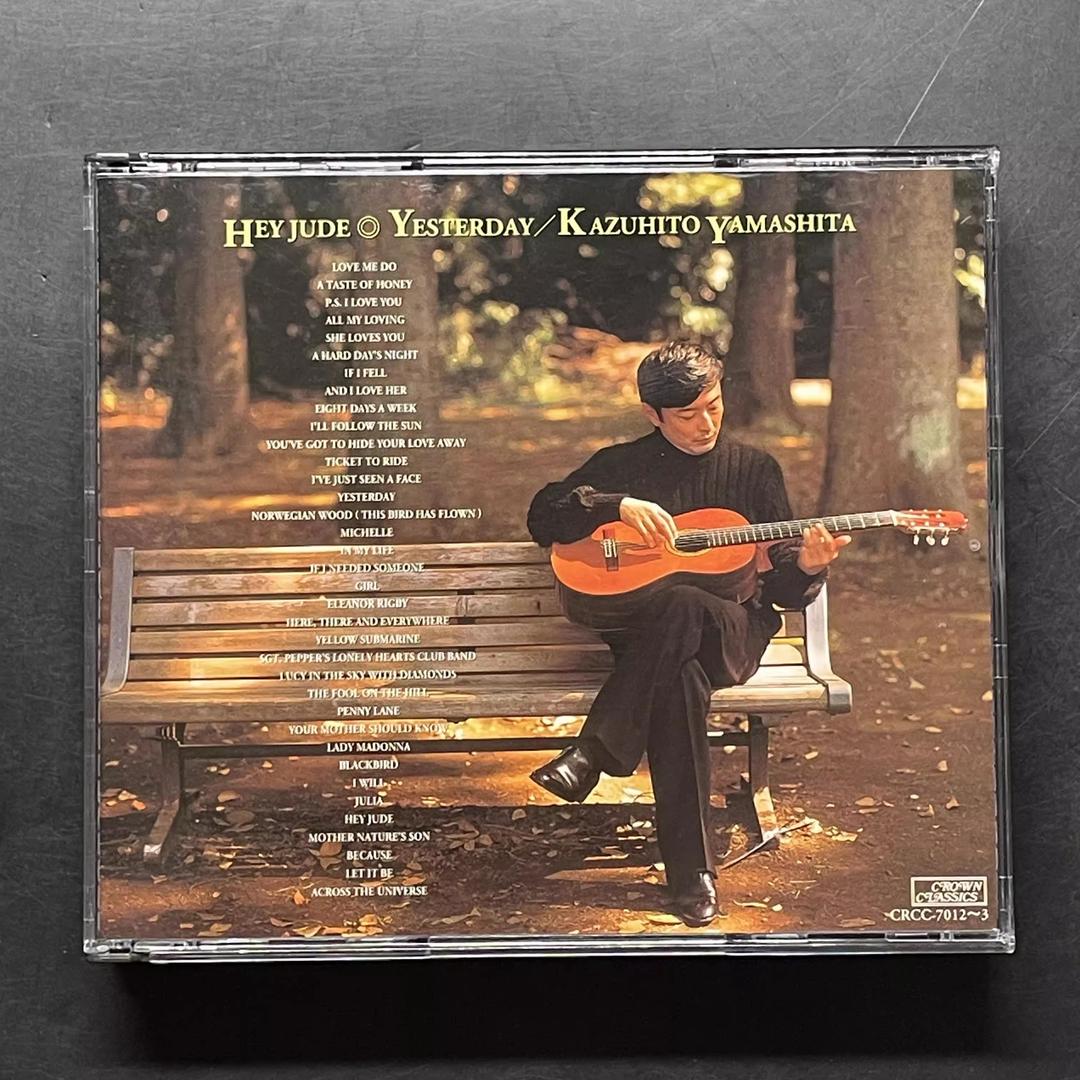 HEY JUDE ◎ YESTERDAY／KAZUHITO YAMASHITA
LOVE ME DO
A TASTE OF HONEY
P.S. I LOVE YOU
ALL MY LOVING
SHE LOVES YOU
A HARD DAY'S NIGHT
IF I FELL
AND I LOVE HER
EIGHT DAYS A WEEK
I'LL FOLLOW THE SUN
YOU'VE GOT TO HIDE YOUR LOVE AWAY
TICKET TO RIDE
I'VE JUST SEEN A FACE
YESTERDAY
NORWEGIAN WOOD ( THIS BIRD HAS FLOWN )
MICHELLE
IN MY LIFE
IF I NEEDED SOMEONE
GIRL
ELEANOR RIGBY
HERE, THERE AND EVERYWHERE
YELLOW SUBMARINE
SGT. PEPPER'S LONELY HEARTS CLUB BAND
LUCY IN THE SKY WITH DIAMONDS
THE FOOL ON THE HILL
PENNY LANE
YOUR MOTHER SHOULD KNOW
LADY MADONNA
BLACKBIRD
I WILL
JULIA
HEY JUDE
MOTHER NATURE'S SON
BECAUSE
LET IT BE
ACROSS THE UNIVERSE
CROWN
CLASSICS
CRCC-7012〜3